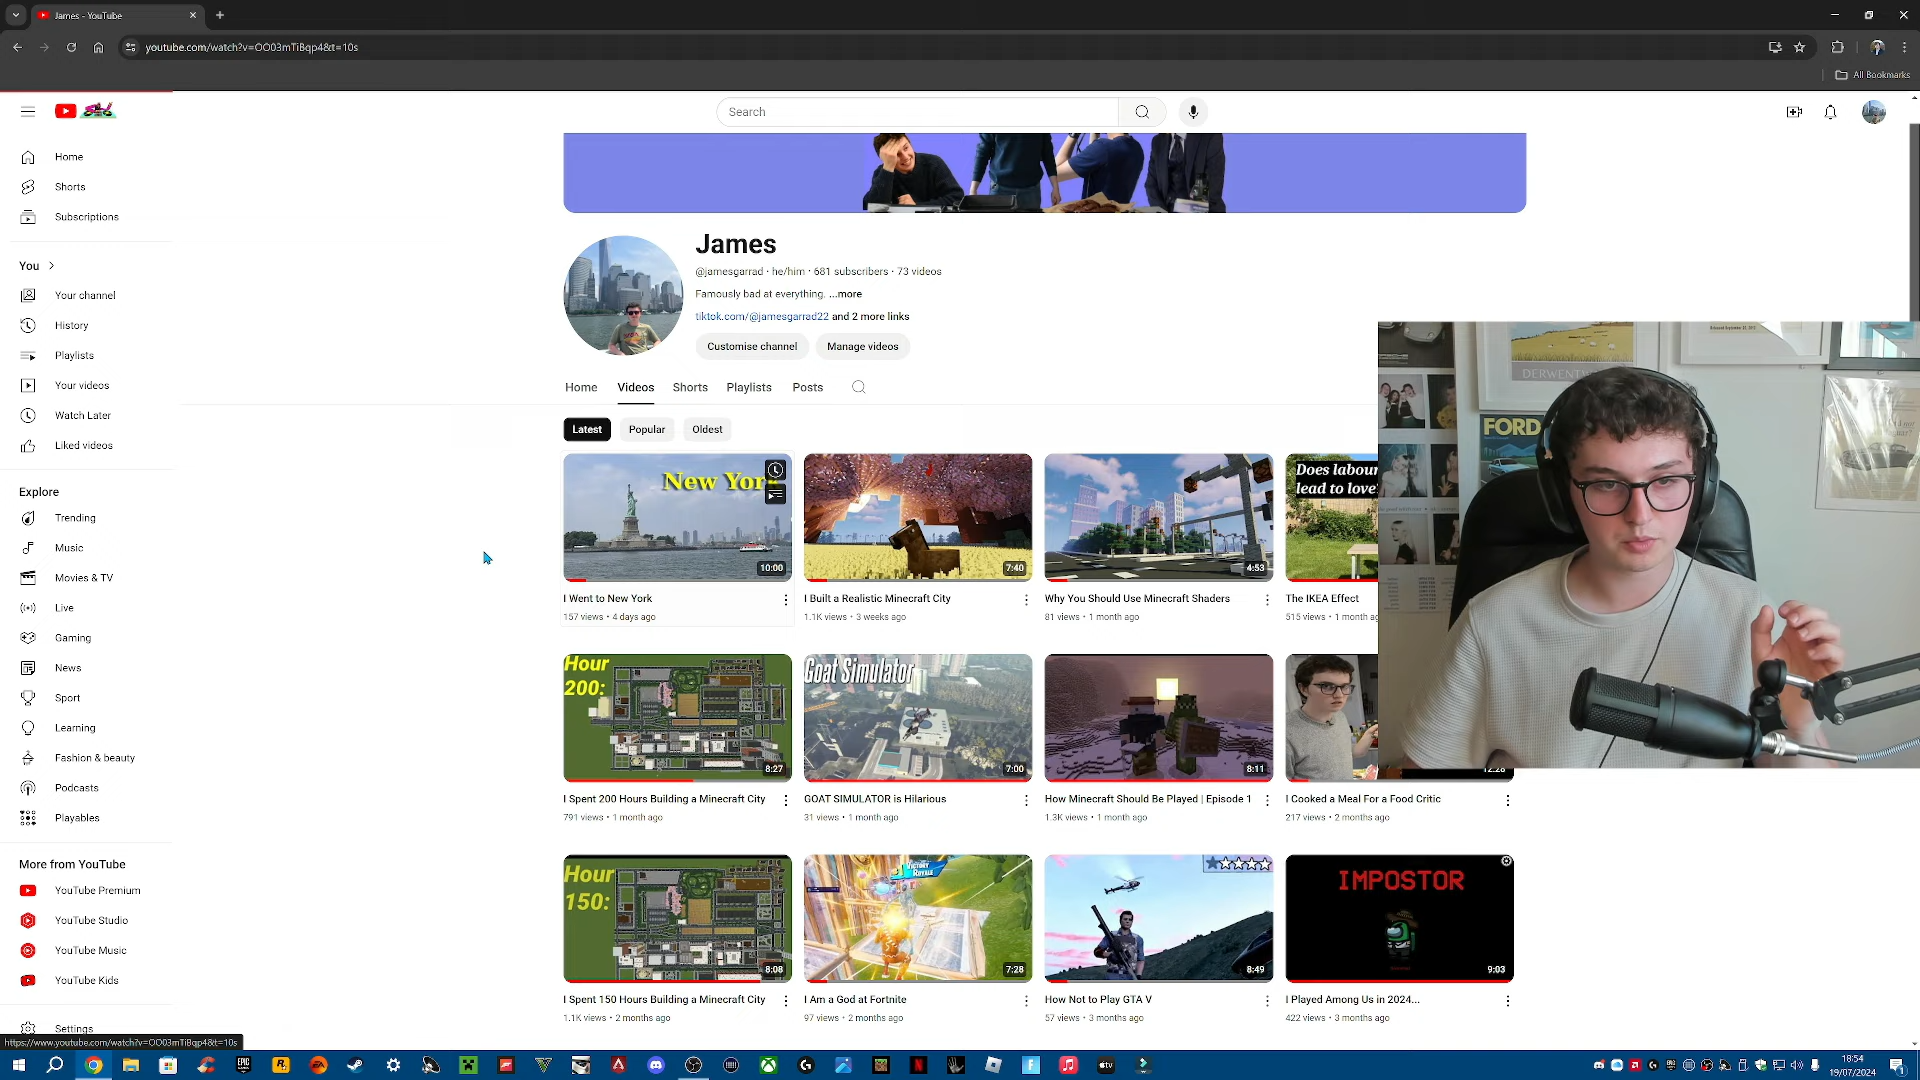 James - YouTube
youtube.com/watch?v=OO03mTiBqp4&t=10s
All Bookmarks
Search
Home
Shorts
Subscriptions
You
Your channel
History
Playlists
Your videos
Watch Later
Liked videos
Explore
Trending
Music
Movies & TV
Live
Gaming
News
Sport
Learning
Fashion & beauty
Podcasts
Playables
More from YouTube
YouTube Premium
YouTube Studio
YouTube Music
YouTube Kids
Settings
James
@jamesgarrad · he/him · 681 subscribers · 73 videos
Famously bad at everything. ...more
tiktok.com/@jamesgarrad22 and 2 more links
Customise channel
Manage videos
Home
Videos
Shorts
Playlists
Posts
Latest
Popular
Oldest
New York
10:00
I Went to New York
157 views • 4 days ago
7:40
I Built a Realistic Minecraft City
1.1K views • 3 weeks ago
4:53
Why You Should Use Minecraft Shaders
81 views • 1 month ago
Does labour
lead to love?
The IKEA Effect
515 views • 1 month ag
DERWENTW
FORD
Hour
200:
8:27
I Spent 200 Hours Building a Minecraft City
791 views • 1 month ago
Goat Simulator
7:00
GOAT SIMULATOR is Hilarious
31 views • 1 month ago
8:11
How Minecraft Should Be Played | Episode 1
1.3K views • 1 month ago
12:28
I Cooked a Meal For a Food Critic
217 views • 2 months ago
Hour
150:
8:08
I Spent 150 Hours Building a Minecraft City
1.1K views • 2 months ago
VICTORY
ROYALE
7:28
I Am a God at Fortnite
97 views • 2 months ago
8:49
How Not to Play GTA V
57 views • 3 months ago
IMPOSTOR
9:03
I Played Among Us in 2024...
422 views • 3 months ago
https://www.youtube.com/watch?v=OO03mTiBqp4&t=10s
EPIC
GAMES
18:54
19/07/2024